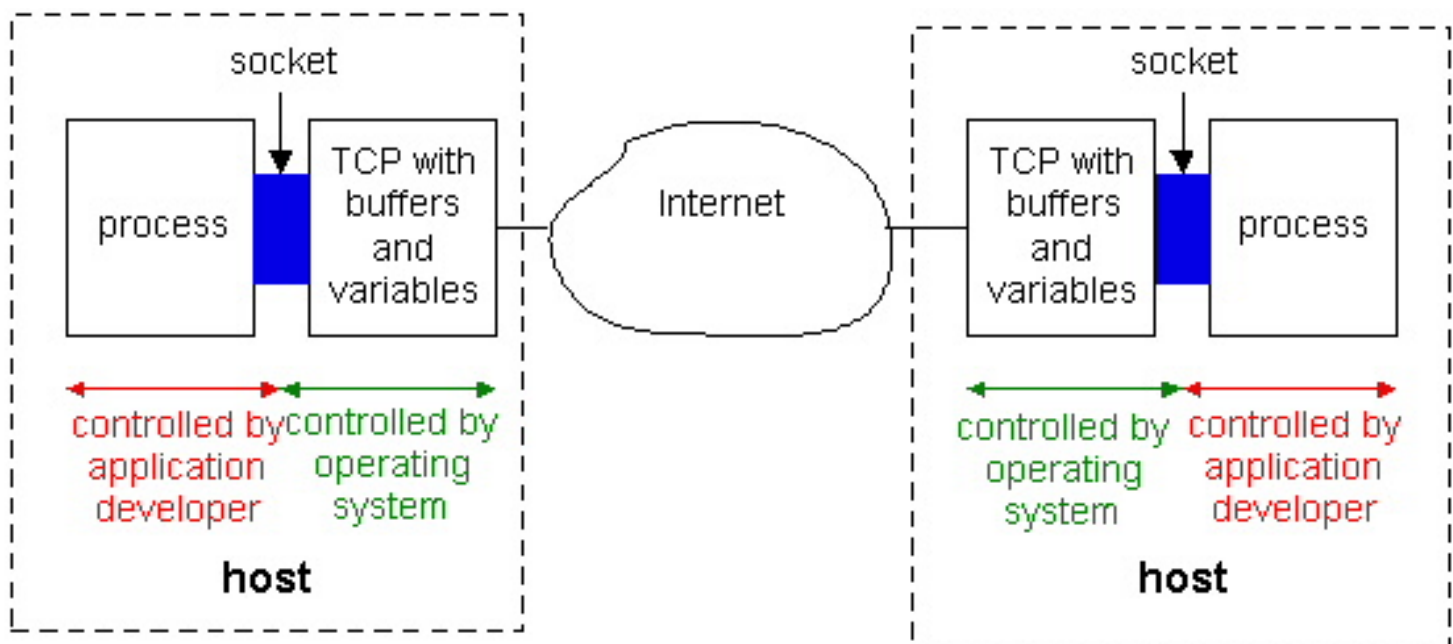 socket
process
TCP with
buffers
and
variables
controlled by
application
developer
controlled by
operating
system
host
Internet
socket
TCP with
buffers
and
variables
process
controlled by
operating
system
controlled by
application
developer
host